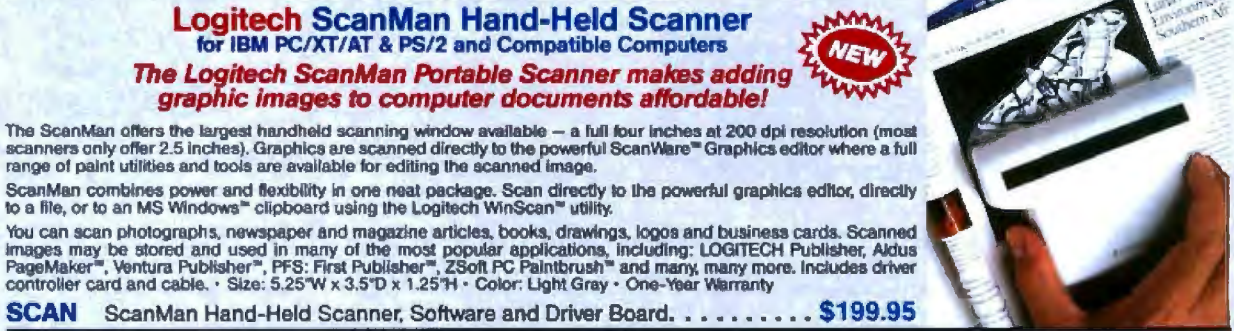 Logitech ScanMan Hand-Held Scanner
for IBM PC/XT/AT & PS/2 and Compatible Computers
The Logitech ScanMan Portable Scanner makes adding
graphic images to computer documents affordable!
NEW
The ScanMan offers the largest handheld scanning window available — a full four inches at 200 dpi resolution (most
scanners only offer 2.5 inches). Graphics are scanned directly to the powerful ScanWare™ Graphics editor where a full
range of paint utilities and tools are available for editing the scanned image.
ScanMan combines power and flexibility in one neat package. Scan directly to the powerful graphics editor, directly
to a file, or to an MS Windows™ clipboard using the Logitech WinScan™ utility.
You can scan photographs, newspaper and magazine articles, books, drawings, logos and business cards. Scanned
images may be stored and used in many of the most popular applications, including: LOGITECH Publisher, Aldus
PageMaker™, Ventura Publisher™, PFS: First Publisher™, ZSoft PC Paintbrush™ and many, many more. Includes driver
controller card and cable. • Size: 5.25"W x 3.5"D x 1.25"H • Color: Light Gray • One-Year Warranty
SCAN ScanMan Hand-Held Scanner, Software and Driver Board. . . . . . . . . . . $199.95
Southern Afr